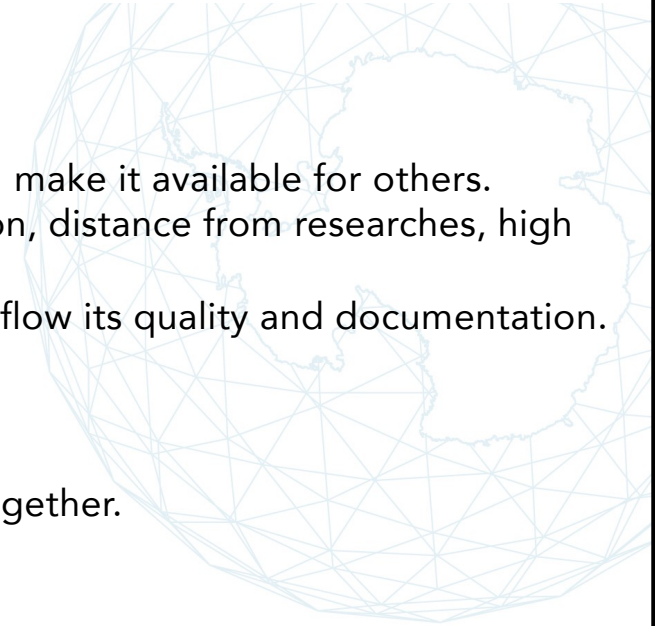 make it available for others.
on, distance from researches, high
flow its quality and documentation.
gether.